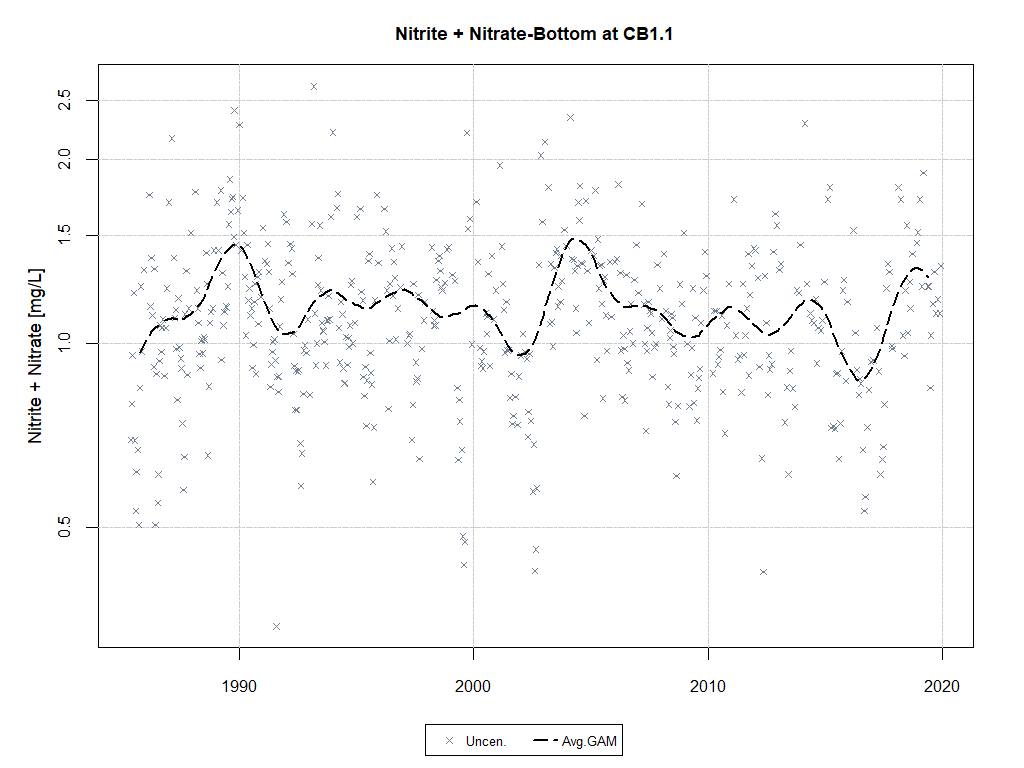 Nitrite + Nitrate-Bottom at CB1.1
Nitrite + Nitrate [mg/L]
2.5
2.0
1.5
1.0
0.5
1990 2000 2010 2020
Uncen. Avg.GAM